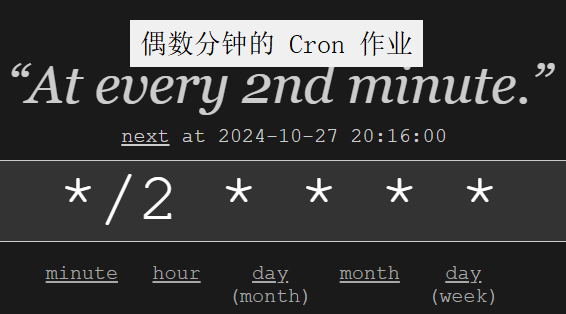 偶数分钟的 Cron 作业
“At every 2nd minute.”
next at 2024-10-27 20:16:00
*/2 * * * *
minute hour day month day
(month) (week)